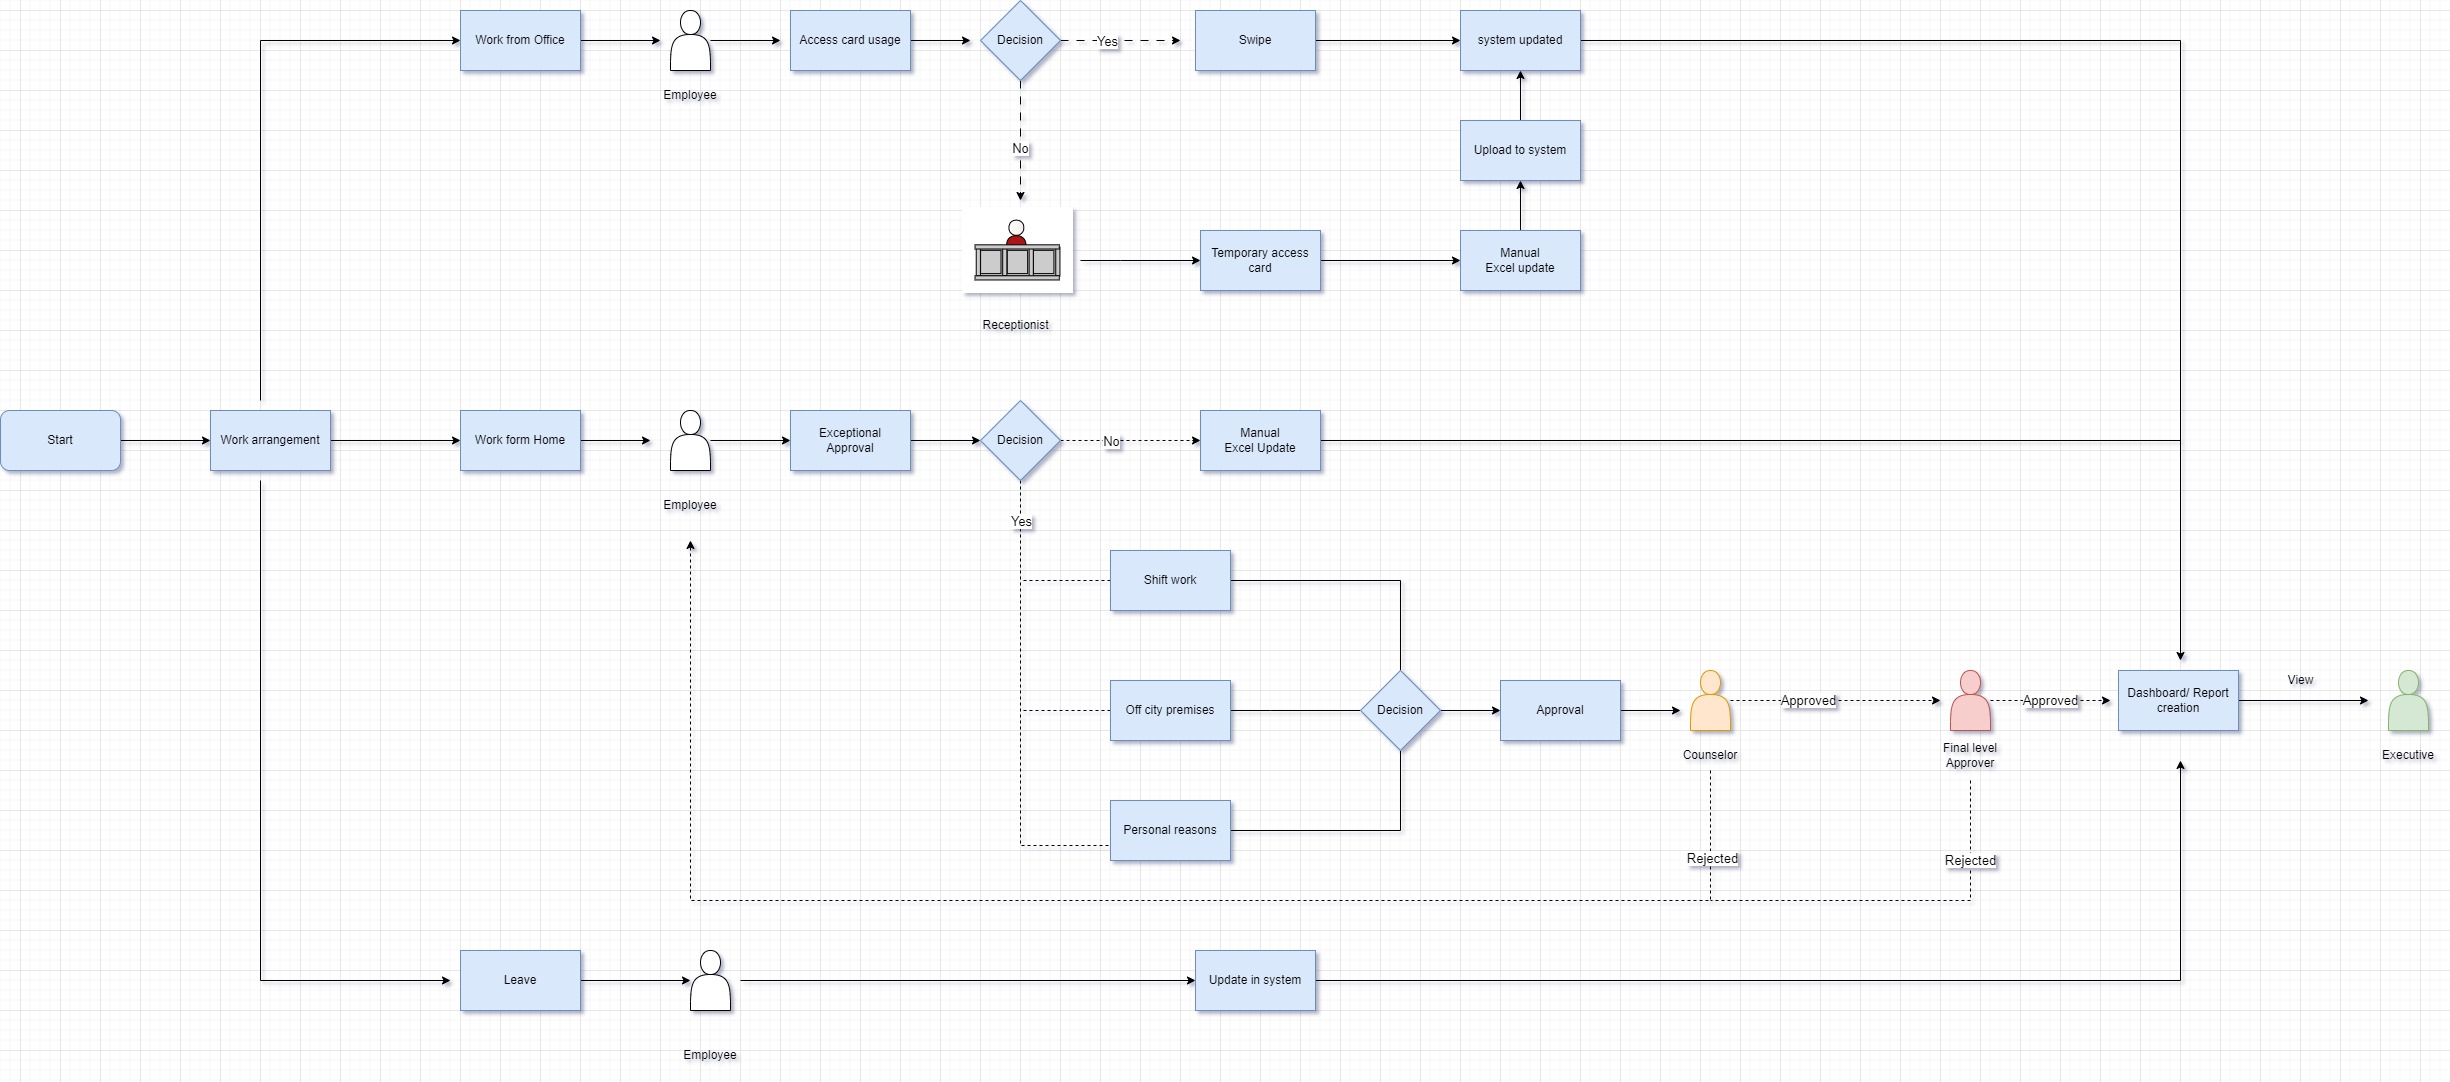 Work from Office
Employee
Access card usage
Decision
Yes
Swipe
system updated
No
Upload to system
Receptionist
Temporary access
card
Manual
Excel update
Start
Work arrangement
Work form Home
Employee
Exceptional
Approval
Decision
No
Manual
Excel Update
Yes
Shift work
Off city premises
Personal reasons
Decision
Approval
Counselor
Approved
Final level
Approver
Approved
Dashboard/ Report
creation
View
Executive
Rejected
Rejected
Leave
Employee
Update in system